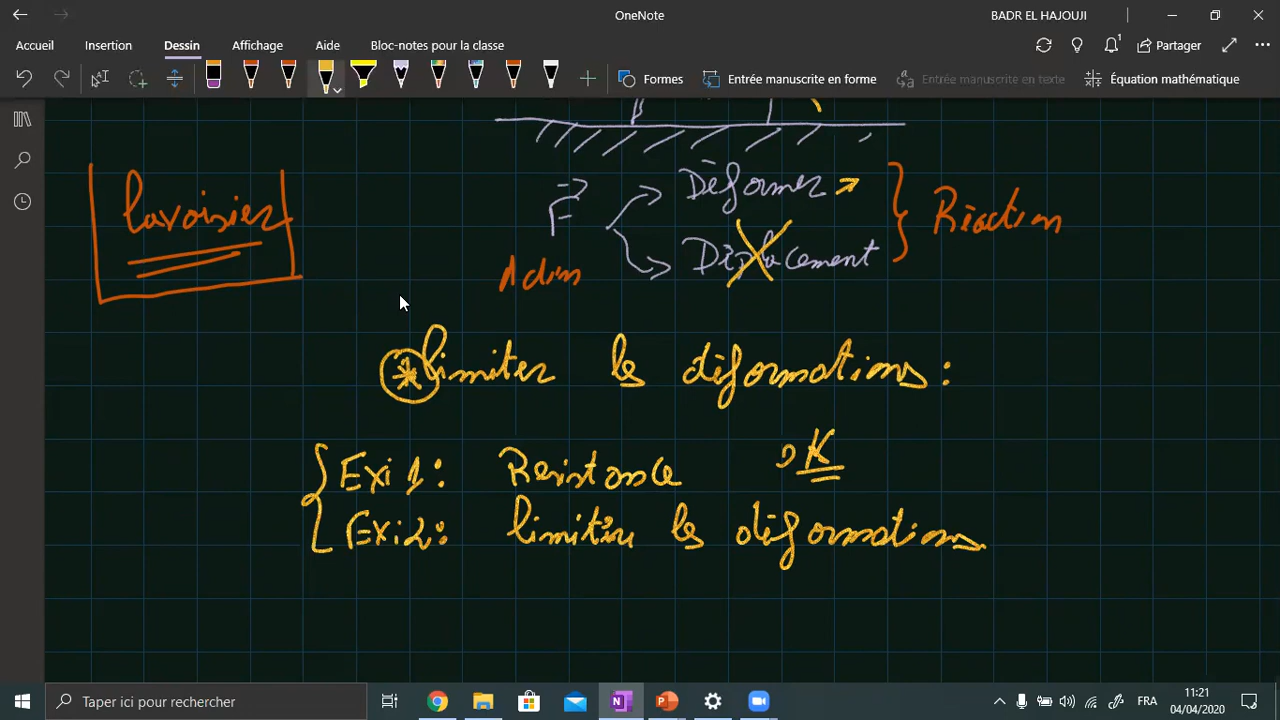 OneNote
BADR EL HAJOUJI
Accueil Insertion Dessin Affichage Aide Bloc-notes pour la classe
Partager
Formes Entrée manuscrite en forme Entrée manuscrite en texte Équation mathématique
lavoisier
F
Déformer
Déplacement
Réaction
Action
* limiter les déformations :
Exi 1 : Resistance OK
Exi 2 : limiter les déformations
Taper ici pour rechercher
FRA
11:21
04/04/2020